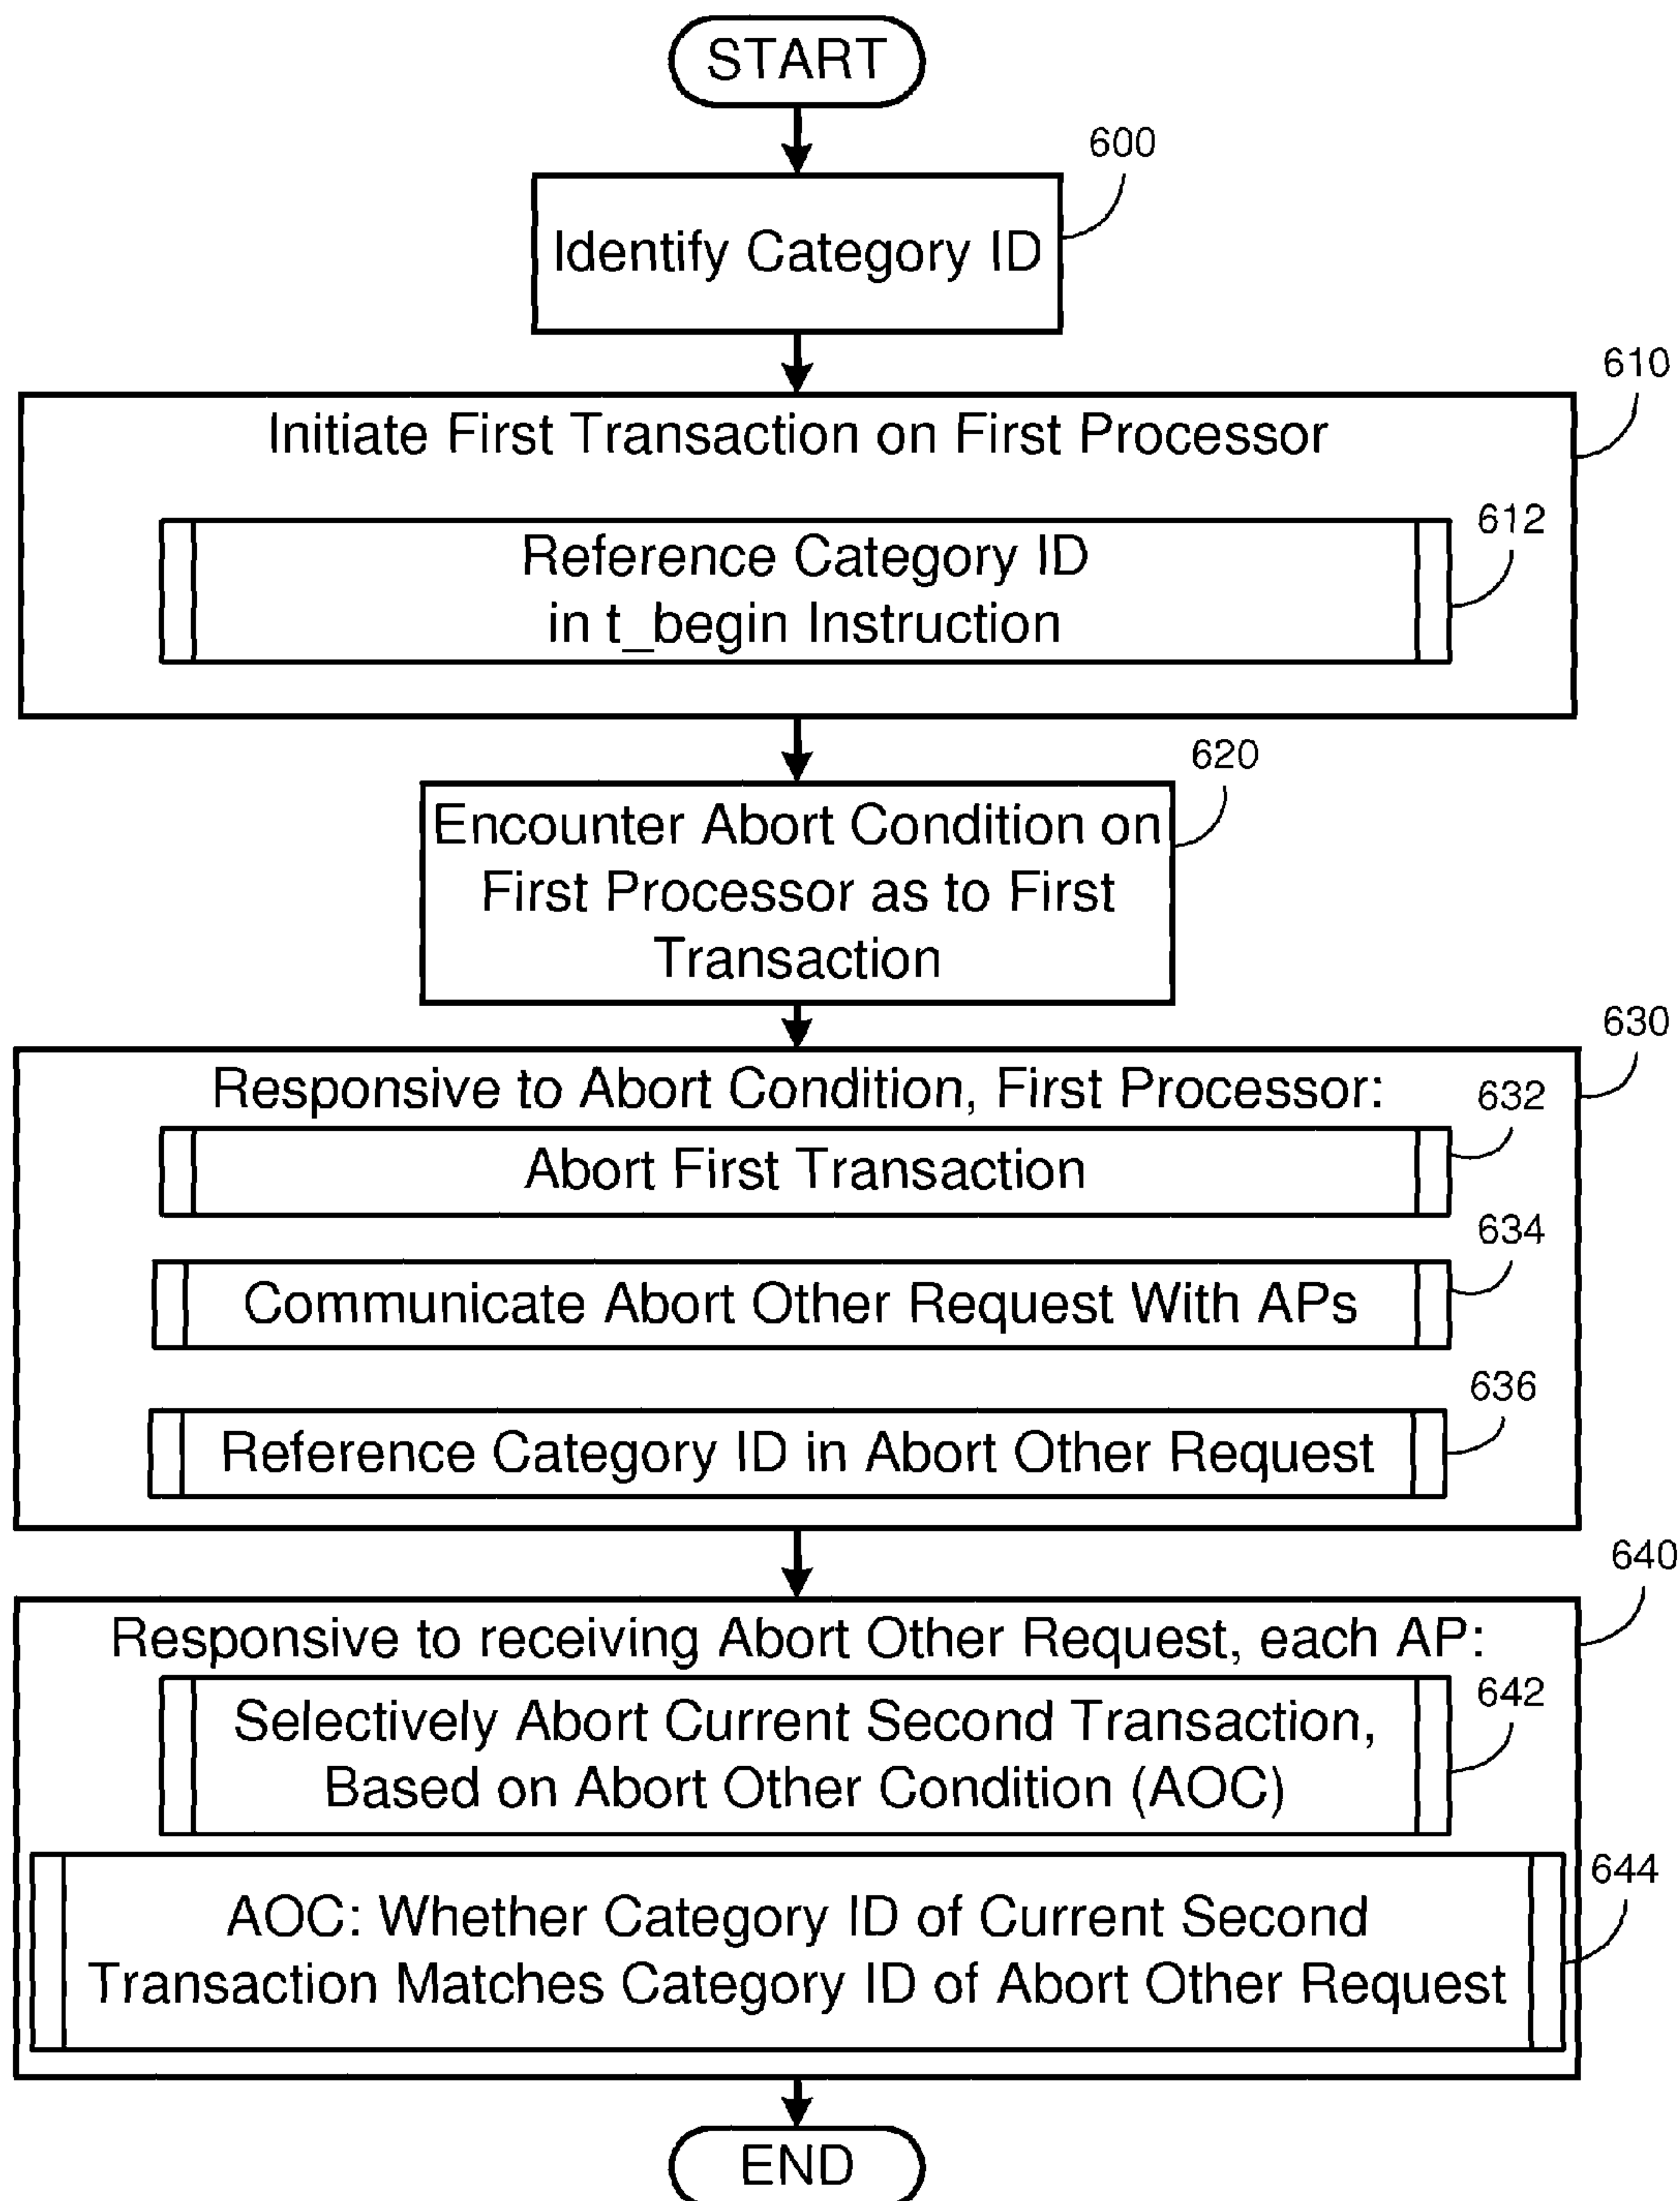 START
600
Identify Category ID
610
Initiate First Transaction on First Processor
612
Reference Category ID
in t_begin Instruction
620
Encounter Abort Condition on
First Processor as to First
Transaction
630
Responsive to Abort Condition, First Processor:
632
Abort First Transaction
634
Communicate Abort Other Request With APs
636
Reference Category ID in Abort Other Request
640
Responsive to receiving Abort Other Request, each AP:
642
Selectively Abort Current Second Transaction,
Based on Abort Other Condition (AOC)
644
AOC: Whether Category ID of Current Second
Transaction Matches Category ID of Abort Other Request
END